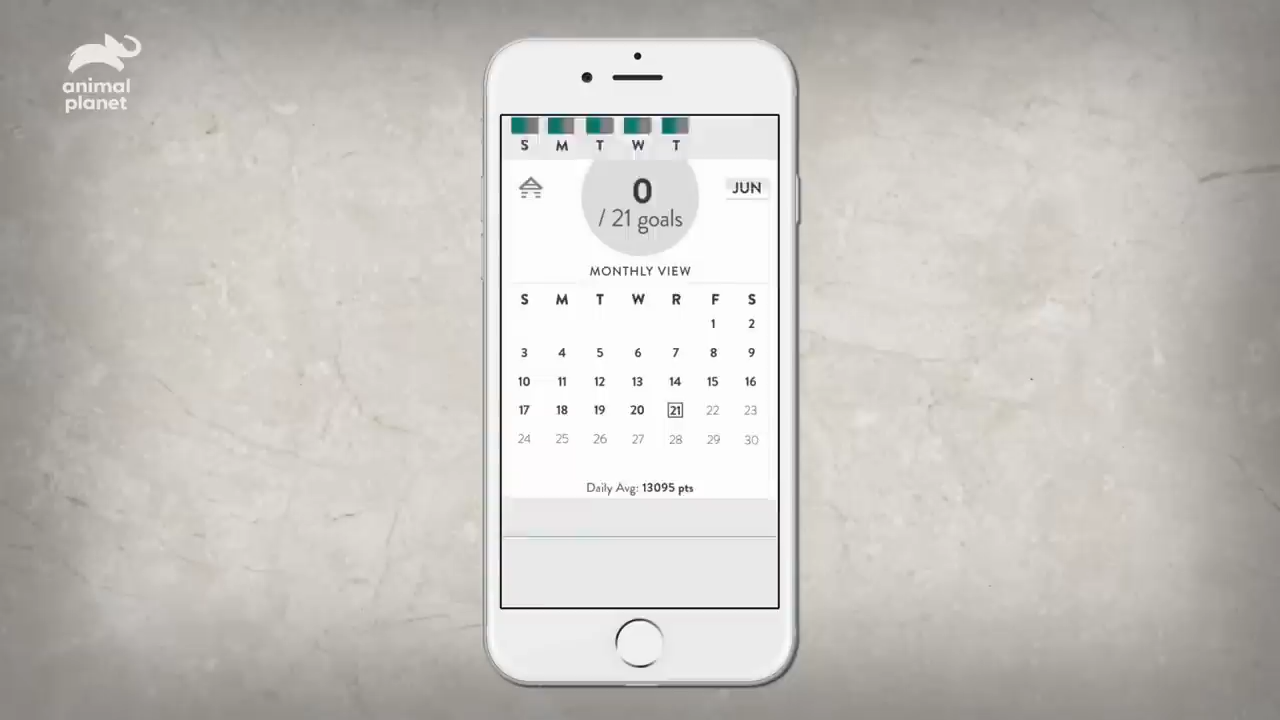 animal
planet
S M T W T
0
/ 21 goals
JUN
MONTHLY VIEW
S M T W R F S
1 2
3 4 5 6 7 8 9
10 11 12 13 14 15 16
17 18 19 20 21 22 23
24 25 26 27 28 29 30
Daily Avg: 13095 pts